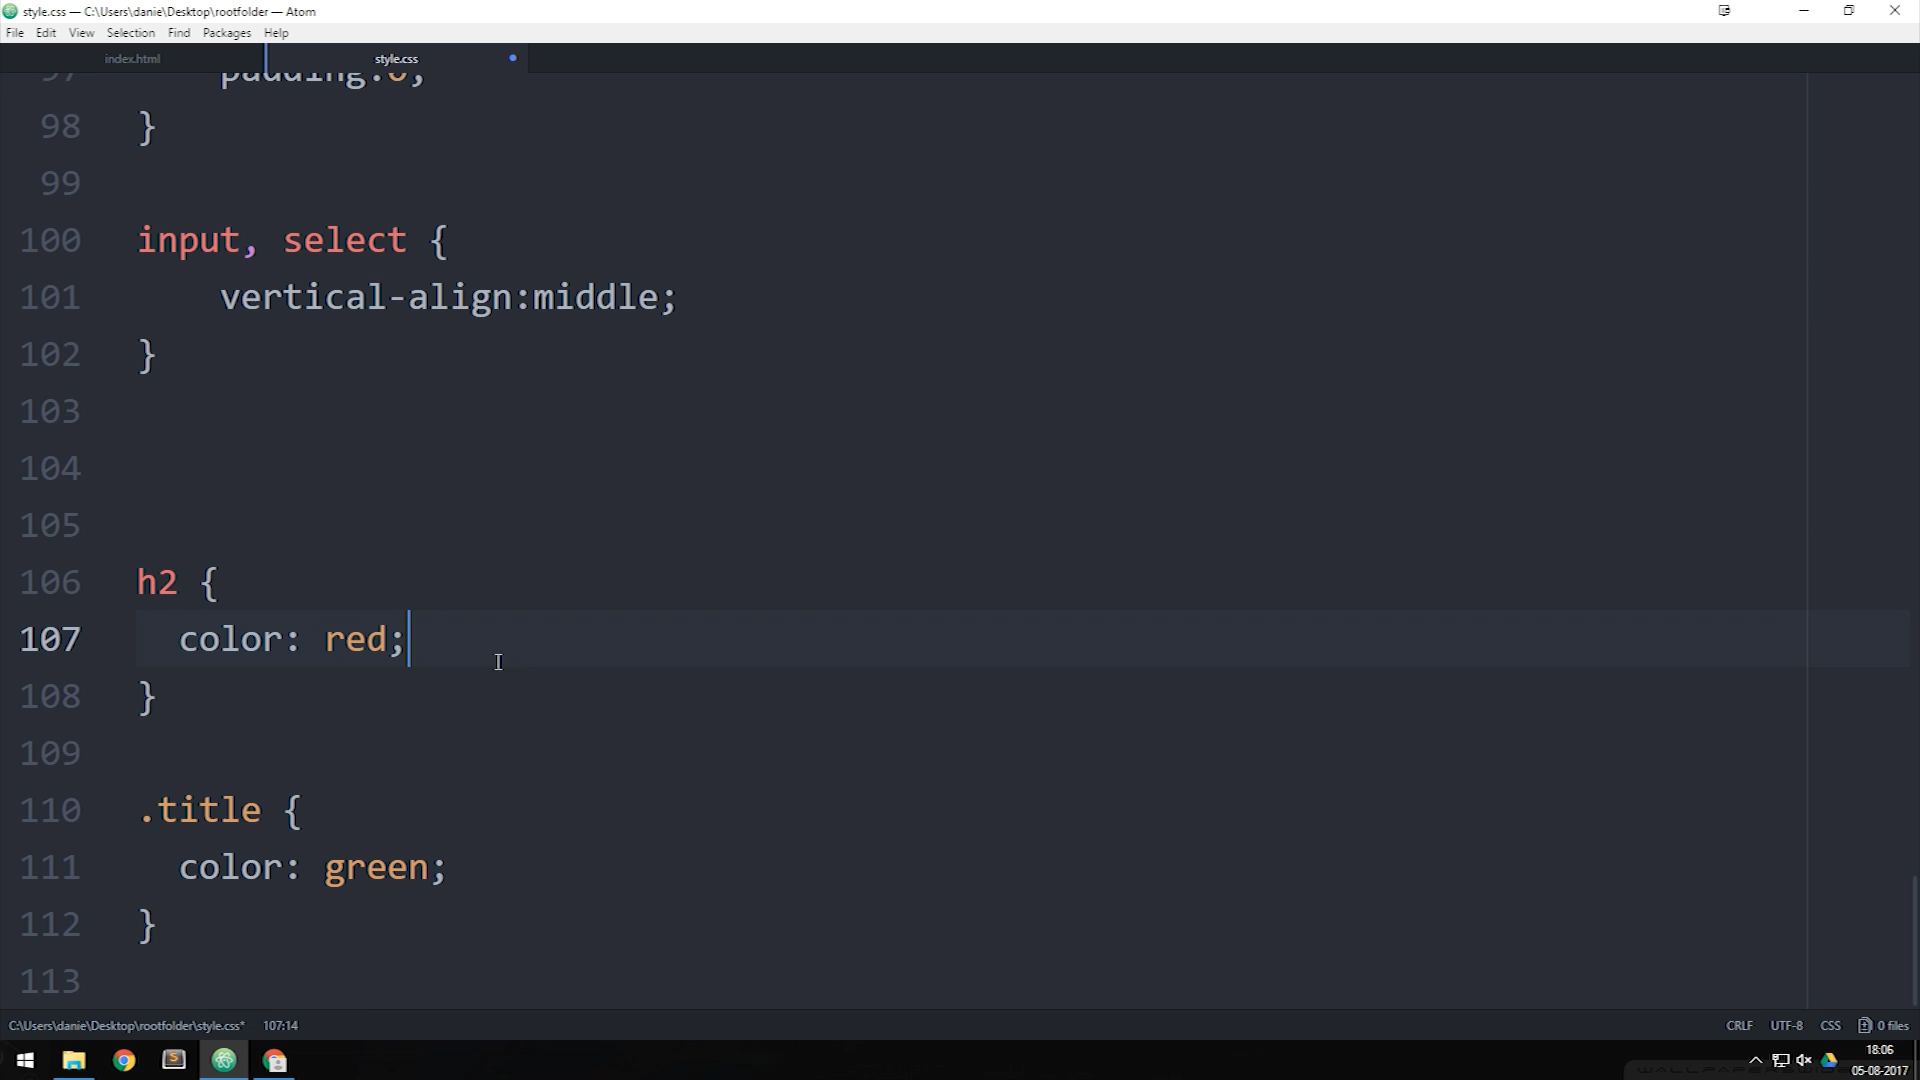 style.css — C:\Users\danie\Desktop\rootfolder — Atom
File Edit View Selection Find Packages Help
index.html style.css
97 padding:0;
98 }
99
100 input, select {
101 vertical-align:middle;
102 }
103
104
105
106 h2 {
107 color: red;
108 }
109
110 .title {
111 color: green;
112 }
113
C:\Users\danie\Desktop\rootfolder\style.css* 107:14 CRLF UTF-8 CSS 0 files
18:06
05-08-2017